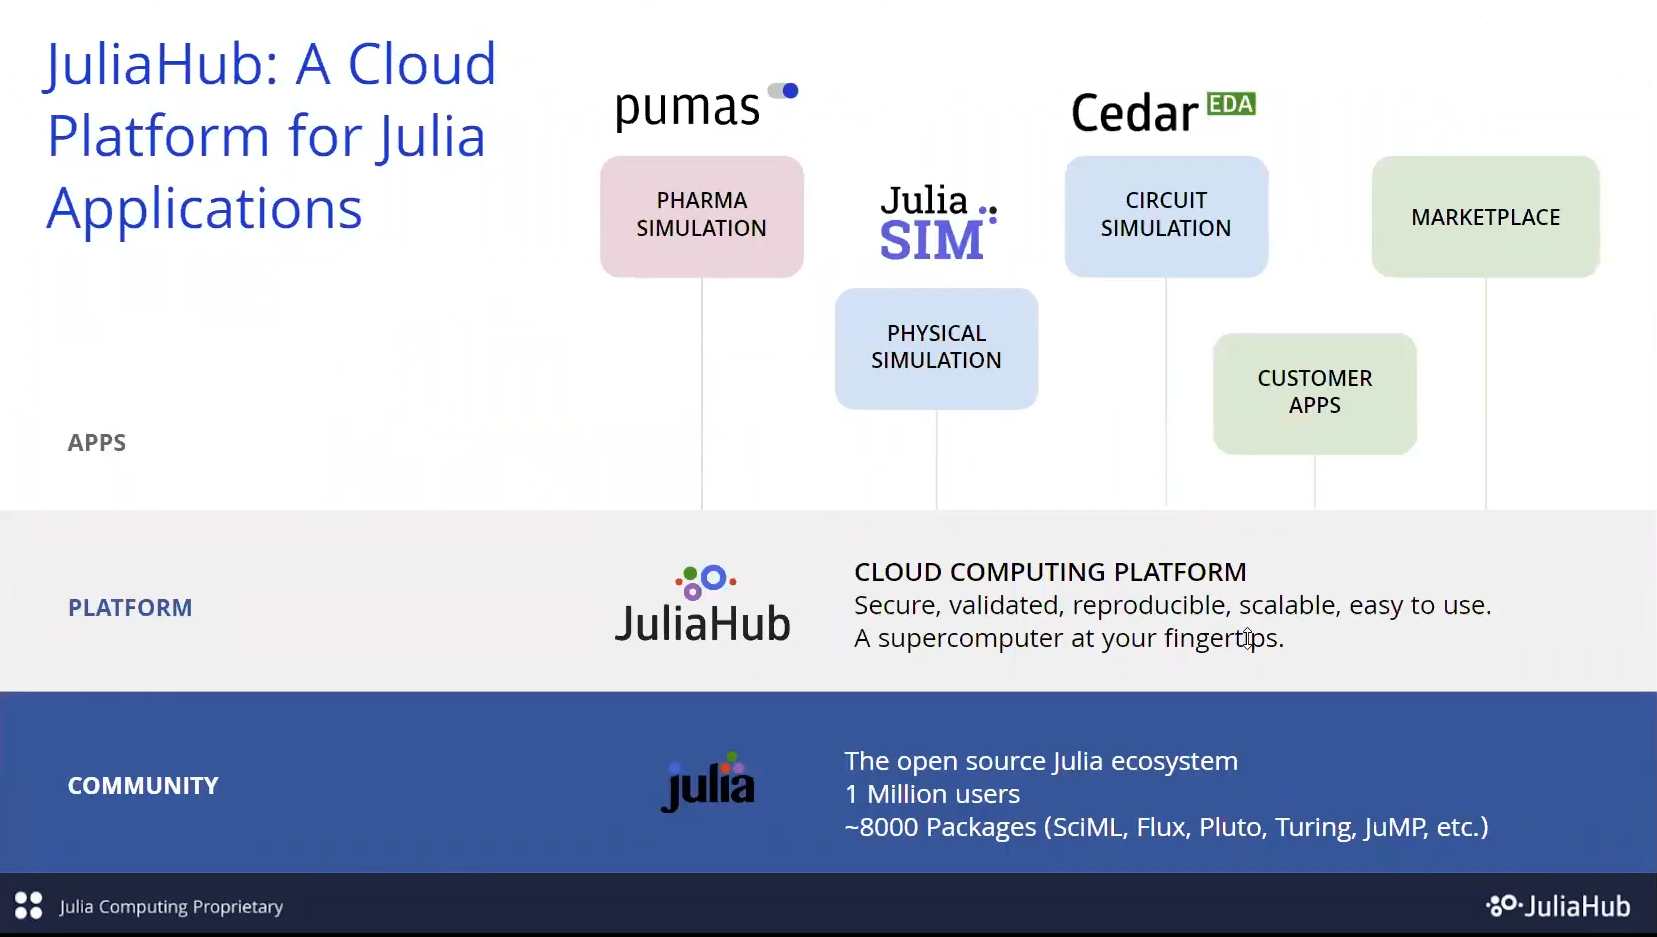 JuliaHub: A Cloud
Platform for Julia
Applications
pumas
PHARMA
SIMULATION
Julia
SIM
PHYSICAL
SIMULATION
Cedar EDA
CIRCUIT
SIMULATION
CUSTOMER
APPS
MARKETPLACE
APPS
PLATFORM
JuliaHub
CLOUD COMPUTING PLATFORM
Secure, validated, reproducible, scalable, easy to use.
A supercomputer at your fingertips.
COMMUNITY
julia
The open source Julia ecosystem
1 Million users
~8000 Packages (SciML, Flux, Pluto, Turing, JuMP, etc.)
Julia Computing Proprietary
JuliaHub